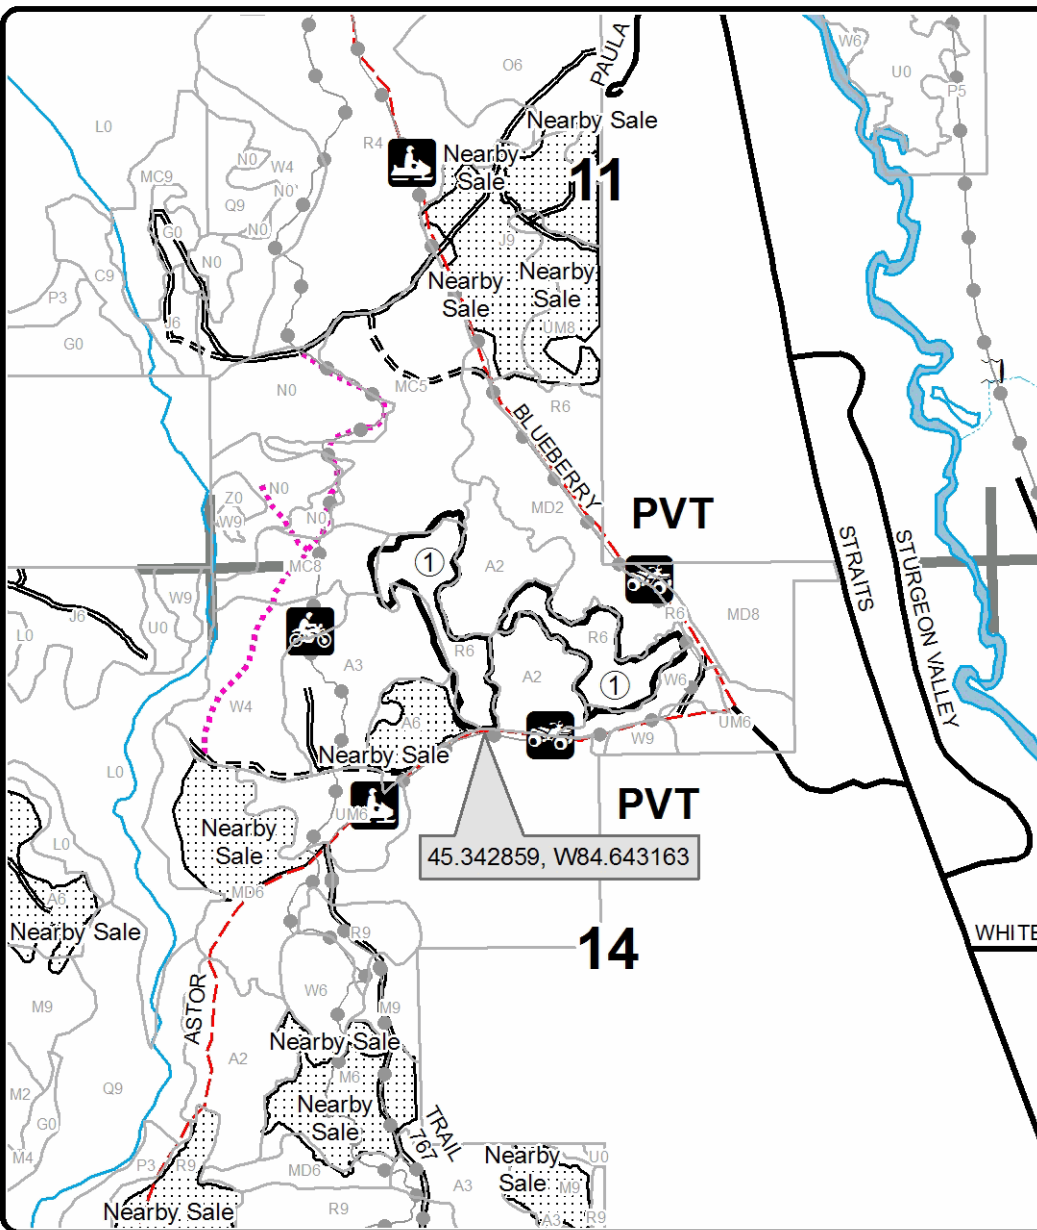 PAULA
W6
O6
U0
P5
L0
R4
Nearby Sale
Nearby
Sale
11
N0
W4
MC9
N0
Q9
N0
G0
J9
N0
C9
Nearby
Sale
Nearby
Sale
P3
J6
UM8
G0
N0
MC5
R6
BLUEBERRY
N0
Z0
W9
N0
MD2
PVT
MC8
A2
1
STRAITS
STURGEON VALLEY
W9
J6
U0
L0
R6
MD8
R6
R6
A3
A2
1
W6
W4
A6
UM6
W9
Nearby Sale
L0
UM6
PVT
Nearby
Sale
45.342859, W84.643163
L0
MD6
A6
Nearby Sale
R9
14
WHITE
W6
ASTOR
M9
M9
Nearby Sale
A2
M6
M2
Q9
Nearby
Sale
G0
TRAIL
767
M4
P3
R9
MD6
Nearby
Sale
U0
A3
M9
Nearby Sale
R9
A3
R9